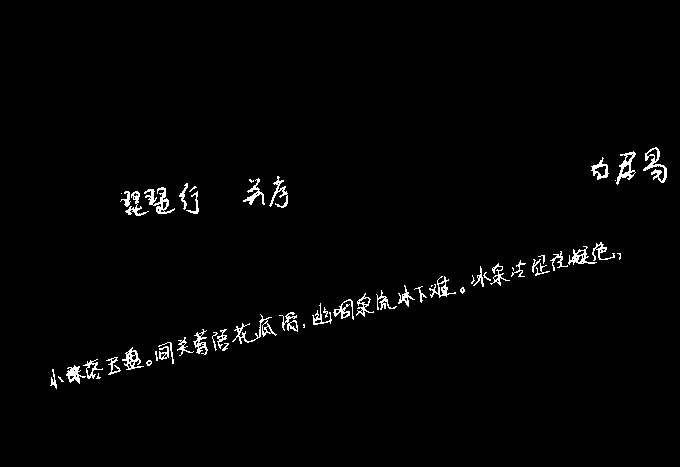 琵琶行 并序 白居易
小珠落玉盘。间关莺语花底滑,幽咽泉流冰下难。冰泉冷涩弦凝色,